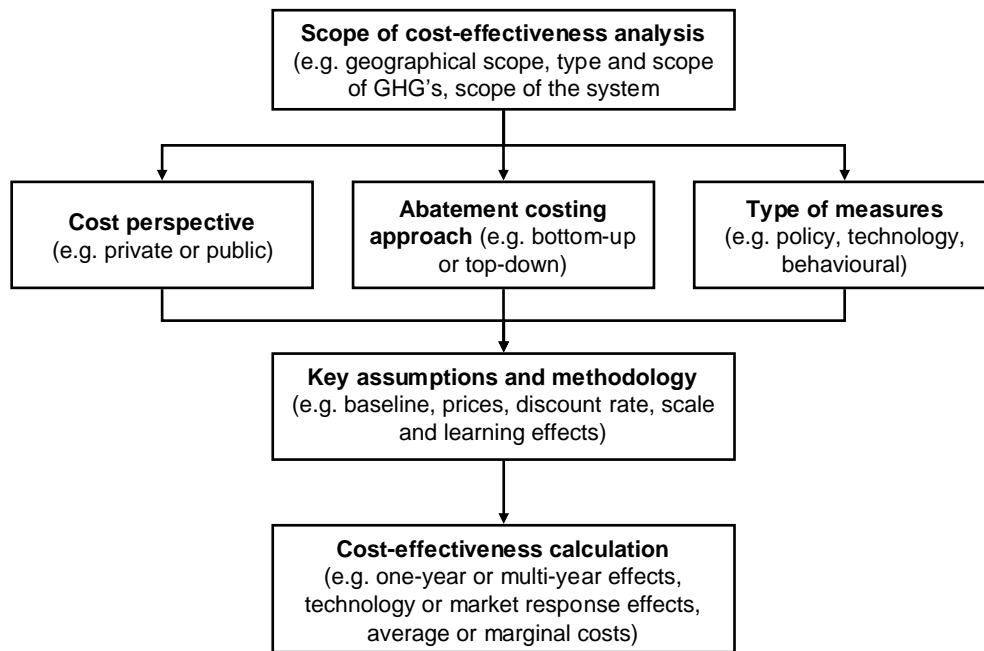 Scope of cost-effectiveness analysis
(e.g. geographical scope, type and scope
of GHG's, scope of the system
Cost perspective
(e.g. private or public)
Abatement costing
approach (e.g. bottom-up
or top-down)
Type of measures
(e.g. policy, technology,
behavioural)
Key assumptions and methodology
(e.g. baseline, prices, discount rate, scale
and learning effects)
Cost-effectiveness calculation
(e.g. one-year or multi-year effects,
technology or market response effects,
average or marginal costs)